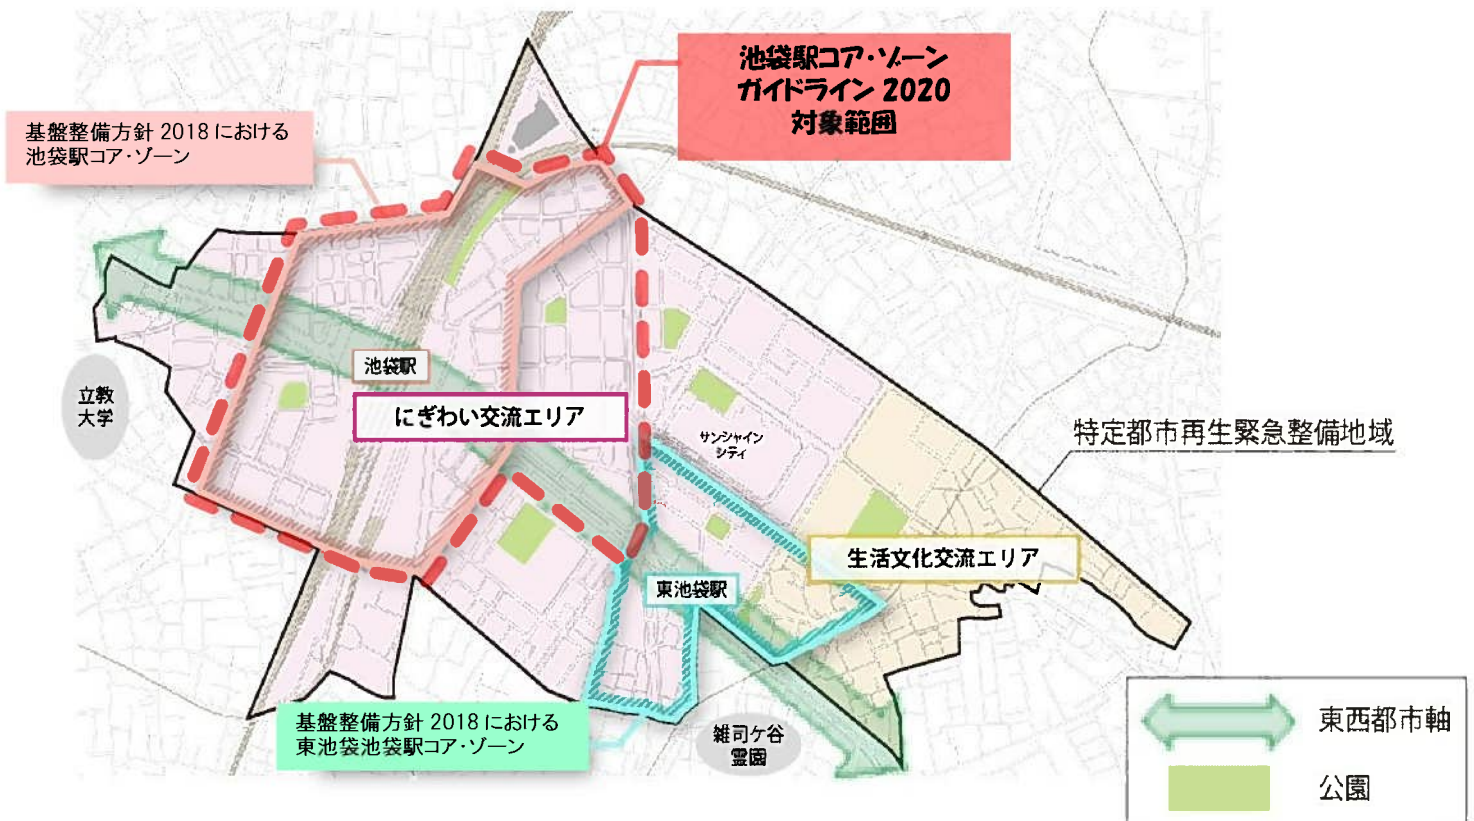 池袋駅コア・ゾーン
ガイドライン 2020
対象範囲
基盤整備方針 2018 における
池袋駅コア・ゾーン
立教
大学
池袋駅
にぎわい交流エリア
サンシャイン
シティ
特定都市再生緊急整備地域
生活文化交流エリア
東池袋駅
基盤整備方針 2018 における
東池袋池袋駅コア・ゾーン
雑司ケ谷
霊園
東西都市軸
公園